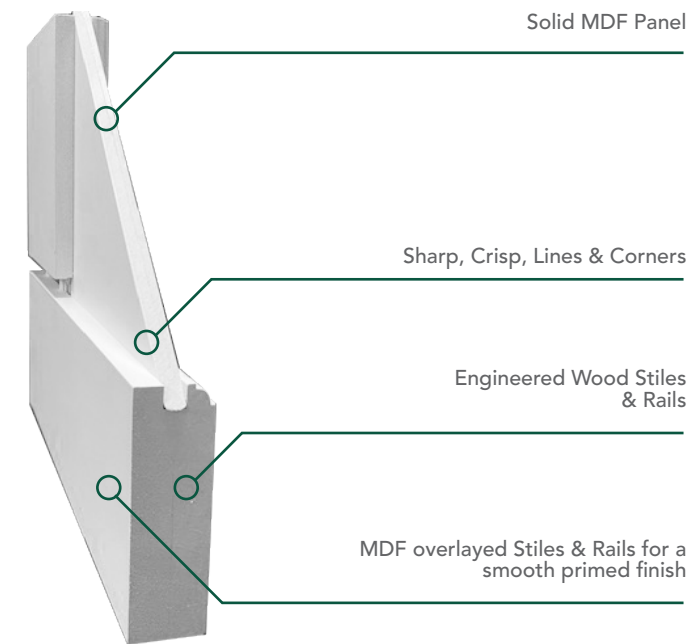 Solid MDF Panel
Sharp, Crisp, Lines & Corners
Engineered Wood Stiles
& Rails
MDF overlayed Stiles & Rails for a
smooth primed finish